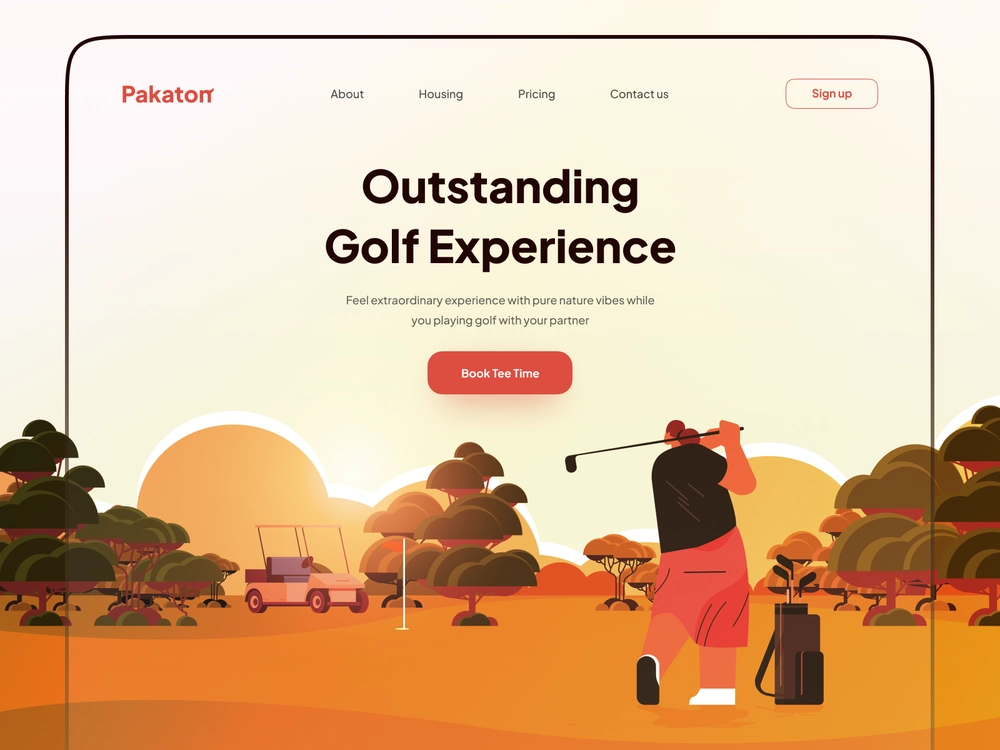 Pakaton
About
Housing
Pricing
Contact us
Sign up
Outstanding
Golf Experience
Feel extraordinary experience with pure nature vibes while
you playing golf with your partner
Book Tee Time